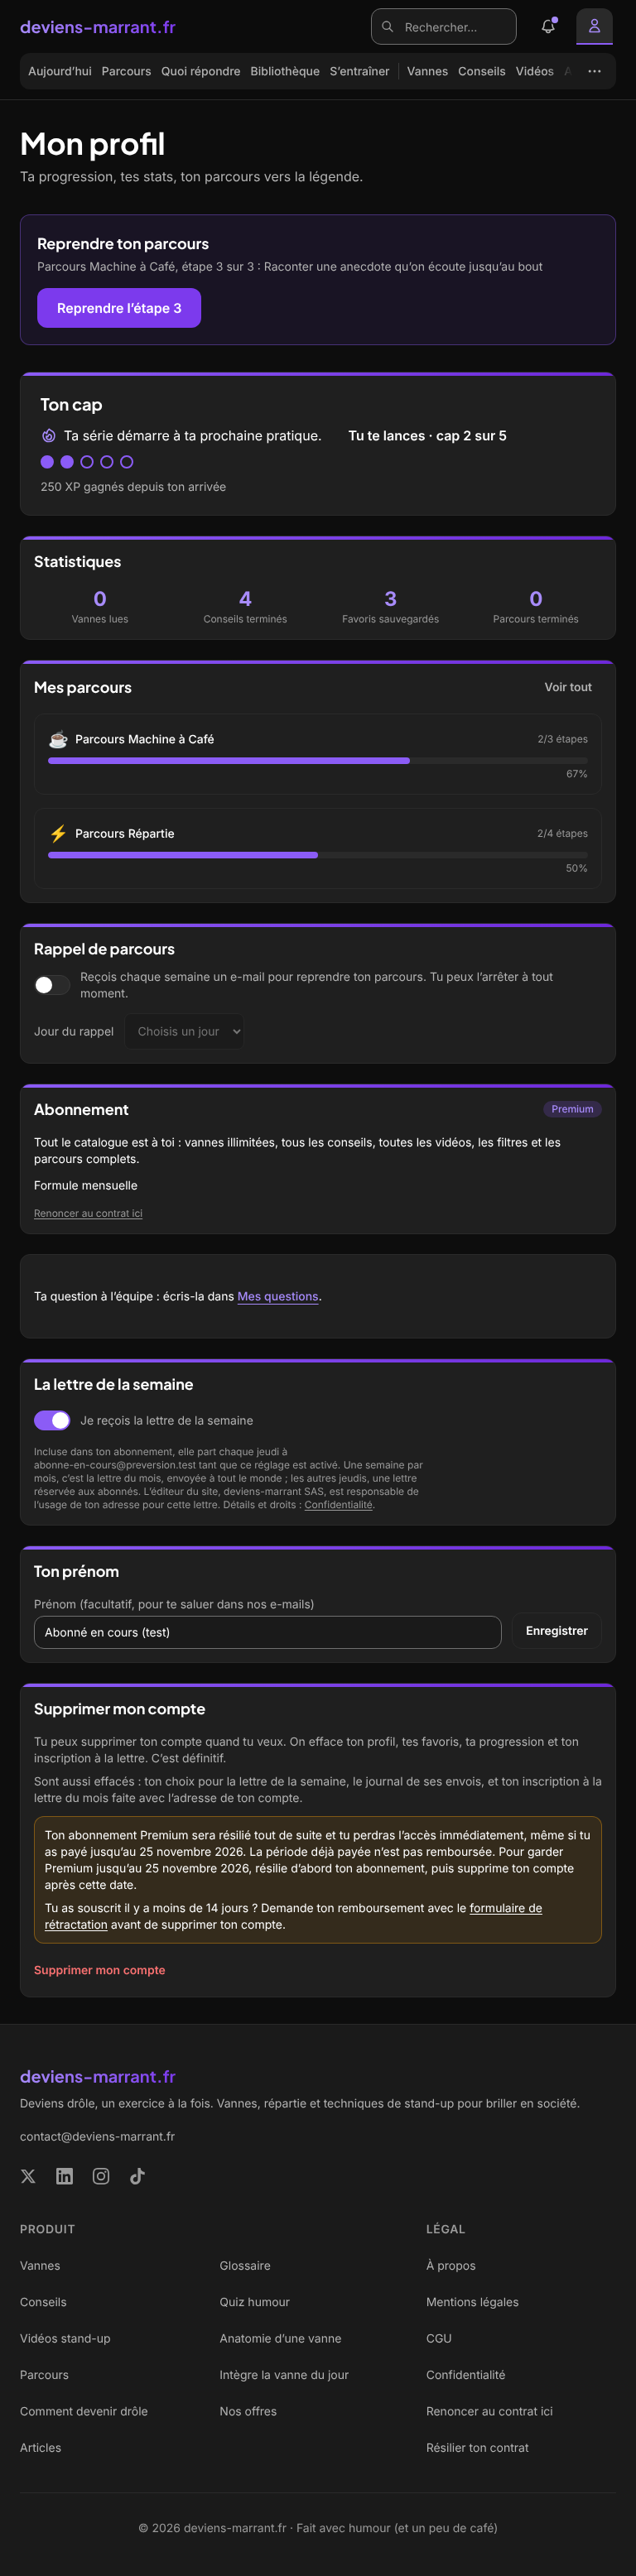 deviens-marrant.fr
Rechercher...
Aujourd’hui Parcours Quoi répondre Bibliothèque S’entraîner Vannes Conseils Vidéos
Mon profil
Ta progression, tes stats, ton parcours vers la légende.
Reprendre ton parcours
Parcours Machine à Café, étape 3 sur 3 : Raconter une anecdote qu’on écoute jusqu’au bout
Reprendre l’étape 3
Ton cap
Ta série démarre à ta prochaine pratique. Tu te lances · cap 2 sur 5
250 XP gagnés depuis ton arrivée
Statistiques
0 4 3 0
Vannes lues Conseils terminés Favoris sauvegardés Parcours terminés
Mes parcours Voir tout
Parcours Machine à Café 2/3 étapes
67%
Parcours Répartie 2/4 étapes
50%
Rappel de parcours
Reçois chaque semaine un e-mail pour reprendre ton parcours. Tu peux l’arrêter à tout
moment.
Jour du rappel Choisis un jour
Abonnement Premium
Tout le catalogue est à toi : vannes illimitées, tous les conseils, toutes les vidéos, les filtres et les
parcours complets.
Formule mensuelle
Renoncer au contrat ici
Ta question à l’équipe : écris-la dans Mes questions.
La lettre de la semaine
Je reçois la lettre de la semaine
Incluse dans ton abonnement, elle part chaque jeudi à
abonne-en-cours@preversion.test tant que ce réglage est activé. Une semaine par
mois, c’est la lettre du mois, envoyée à tout le monde ; les autres jeudis, une lettre
réservée aux abonnés. L’éditeur du site, deviens-marrant SAS, est responsable de
l’usage de ton adresse pour cette lettre. Détails et droits : Confidentialité.
Ton prénom
Prénom (facultatif, pour te saluer dans nos e-mails)
Abonné en cours (test) Enregistrer
Supprimer mon compte
Tu peux supprimer ton compte quand tu veux. On efface ton profil, tes favoris, ta progression et ton
inscription à la lettre. C’est définitif.
Sont aussi effacés : ton choix pour la lettre de la semaine, le journal de ses envois, et ton inscription à la
lettre du mois faite avec l’adresse de ton compte.
Ton abonnement Premium sera résilié tout de suite et tu perdras l’accès immédiatement, même si tu
as payé jusqu’au 25 novembre 2026. La période déjà payée n’est pas remboursée. Pour garder
Premium jusqu’au 25 novembre 2026, résilie d’abord ton abonnement, puis supprime ton compte
après cette date.
Tu as souscrit il y a moins de 14 jours ? Demande ton remboursement avec le formulaire de
rétractation avant de supprimer ton compte.
Supprimer mon compte
deviens-marrant.fr
Deviens drôle, un exercice à la fois. Vannes, répartie et techniques de stand-up pour briller en société.
contact@deviens-marrant.fr
PRODUIT LÉGAL
Vannes Glossaire À propos
Conseils Quiz humour Mentions légales
Vidéos stand-up Anatomie d’une vanne CGU
Parcours Intègre la vanne du jour Confidentialité
Comment devenir drôle Nos offres Renoncer au contrat ici
Articles Résilier ton contrat
© 2026 deviens-marrant.fr · Fait avec humour (et un peu de café)